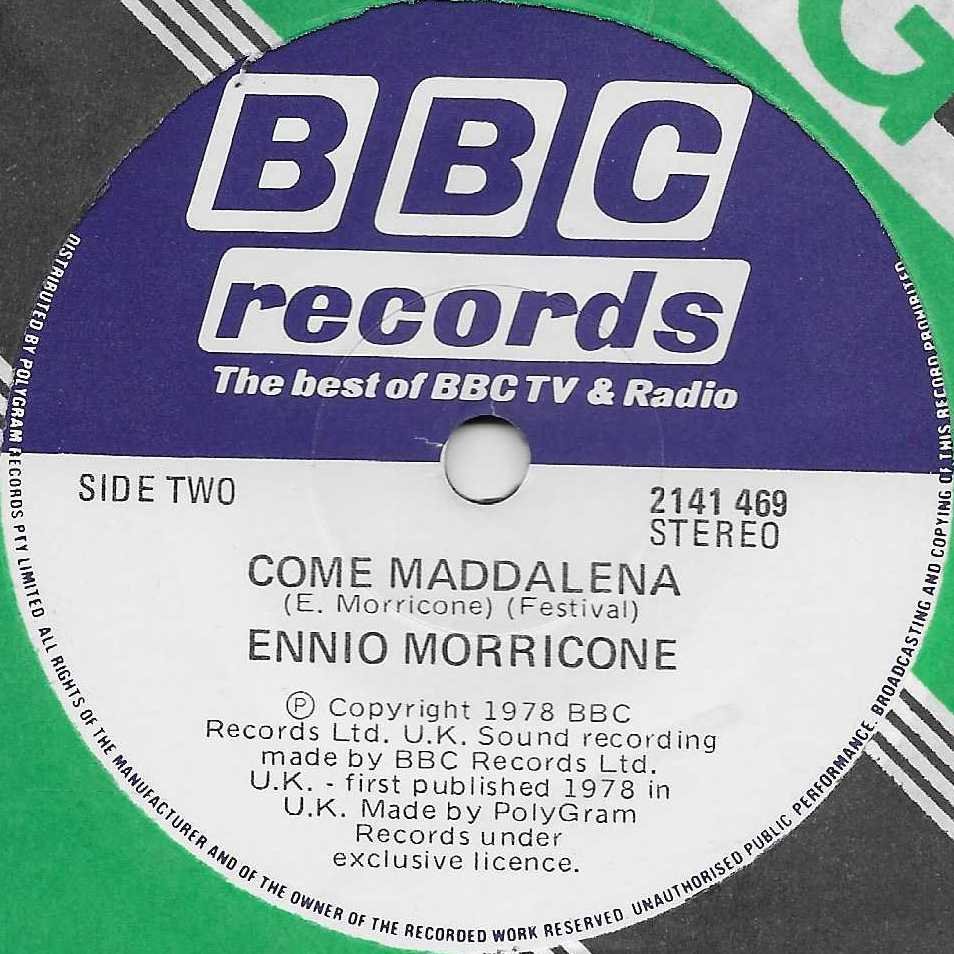 G
BBC
records
The best of BBC TV & Radio
SIDE TWO
2141 469
STEREO
COME MADDALENA
(E. Morricone) (Festival)
ENNIO MORRICONE
Ⓟ Copyright 1978 BBC
Records Ltd. U.K. Sound recording
made by BBC Records Ltd.
U.K. - first published 1978 in
U.K. Made by PolyGram
Records under
exclusive licence.
DISTRIBUTED BY POLYGRAM RECORDS PTY LIMITED ALL RIGHTS OF THE MANUFACTURER AND OF THE OWNER OF THE RECORDED WORK RESERVED. UNAUTHORISED PUBLIC PERFORMANCE. BROADCASTING AND COPYING OF THIS RECORD PROHIBITED